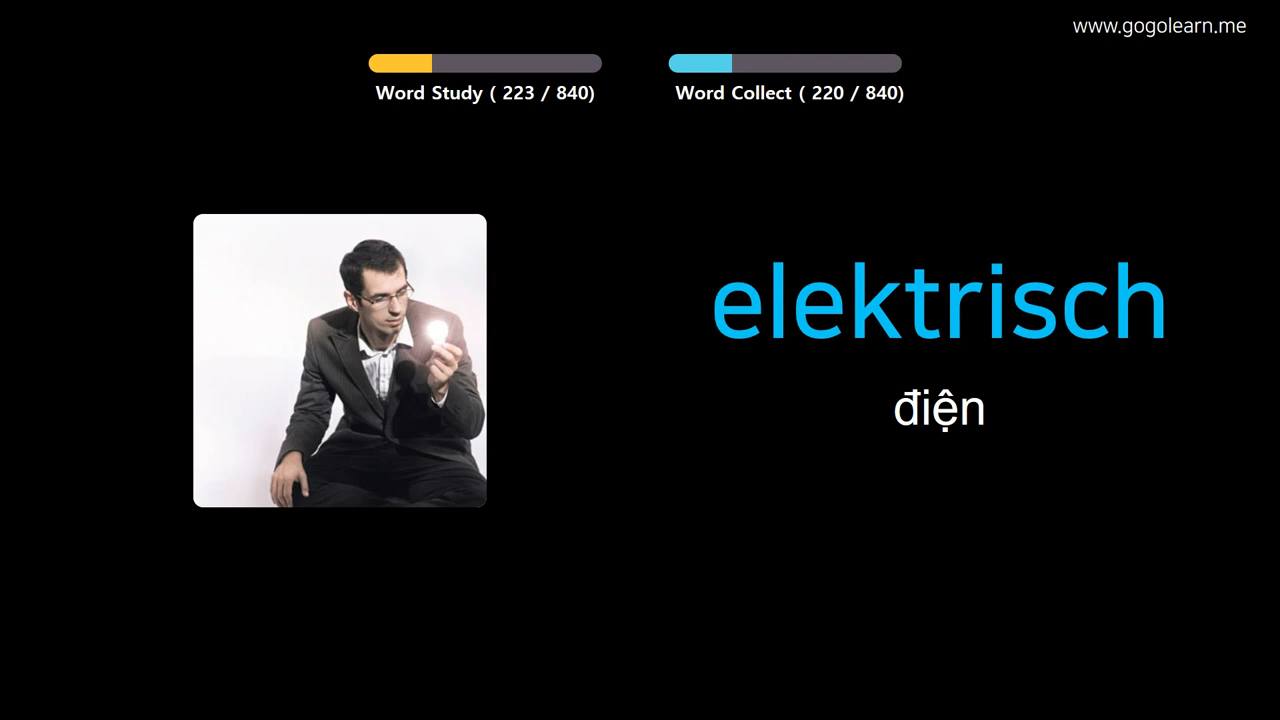 www.gogolearn.me
Word Study ( 223 / 840)
Word Collect ( 220 / 840)
elektrisch
điện